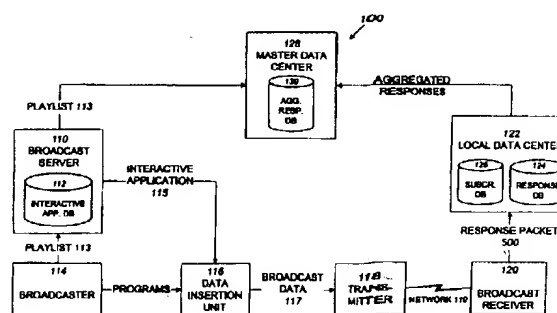 100
128
MASTER DATA
CENTER
130
AGG.
RESP.
DB
AGGREGATED
RESPONSES
PLAYLIST 113
110
BROADCAST
SERVER
112
INTERACTIVE
APP. DB
INTERACTIVE
APPLICATION
115
122
LOCAL DATA CENTER
126
SUBCR.
DB
124
RESPONSE
DB
PLAYLIST 113
RESPONSE PACKET
500
114
BROADCASTER
PROGRAMS
116
DATA
INSERTION
UNIT
BROADCAST
DATA
117
118
TRANS-
MITTER
NETWORK 119
120
BROADCAST
RECEIVER